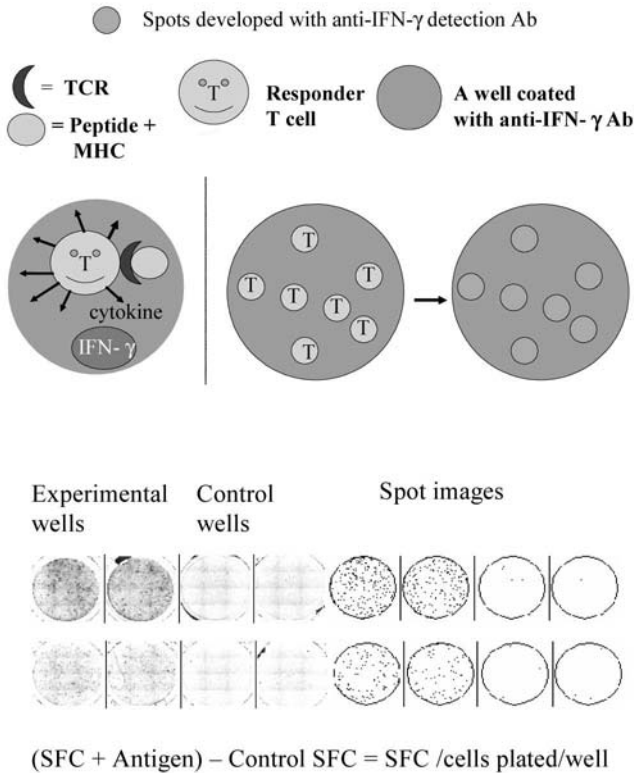 Spots developed with anti-IFN-γ detection Ab
= TCR
= Peptide +
MHC
T
Responder
T cell
A well coated
with anti-IFN- γ Ab
T
cytokine
IFN- γ
T
T
T
T
T
T
T
Experimental
wells
Control
wells
Spot images
(SFC + Antigen) – Control SFC = SFC /cells plated/well